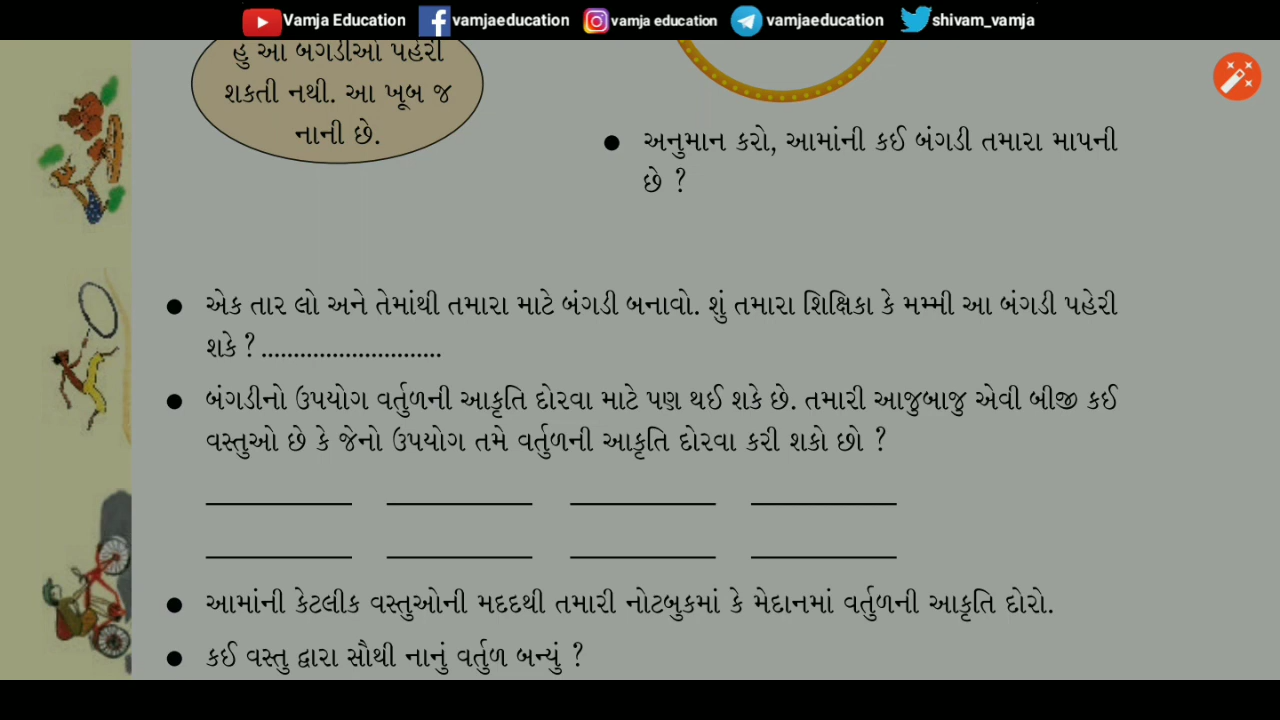 Vamja Education vamjaeducation vamja education vamjaeducation shivam_vamja
હું આ બંગડીઓ પહેરી
શકતી નથી. આ ખૂબ જ
નાની છે.
● અનુમાન કરો, આમાંની કઈ બંગડી તમારા માપની
છે ?
● એક તાર લો અને તેમાંથી તમારા માટે બંગડી બનાવો. શું તમારા શિક્ષિકા કે મમ્મી આ બંગડી પહેરી
શકે ? ............................
● બંગડીનો ઉપયોગ વર્તુળની આકૃતિ દોરવા માટે પણ થઈ શકે છે. તમારી આજુબાજુ એવી બીજી કઈ
વસ્તુઓ છે કે જેનો ઉપયોગ તમે વર્તુળની આકૃતિ દોરવા કરી શકો છો ?
● આમાંની કેટલીક વસ્તુઓની મદદથી તમારી નોટબુકમાં કે મેદાનમાં વર્તુળની આકૃતિ દોરો.
● કઈ વસ્તુ દ્વારા સૌથી નાનું વર્તુળ બન્યું ?